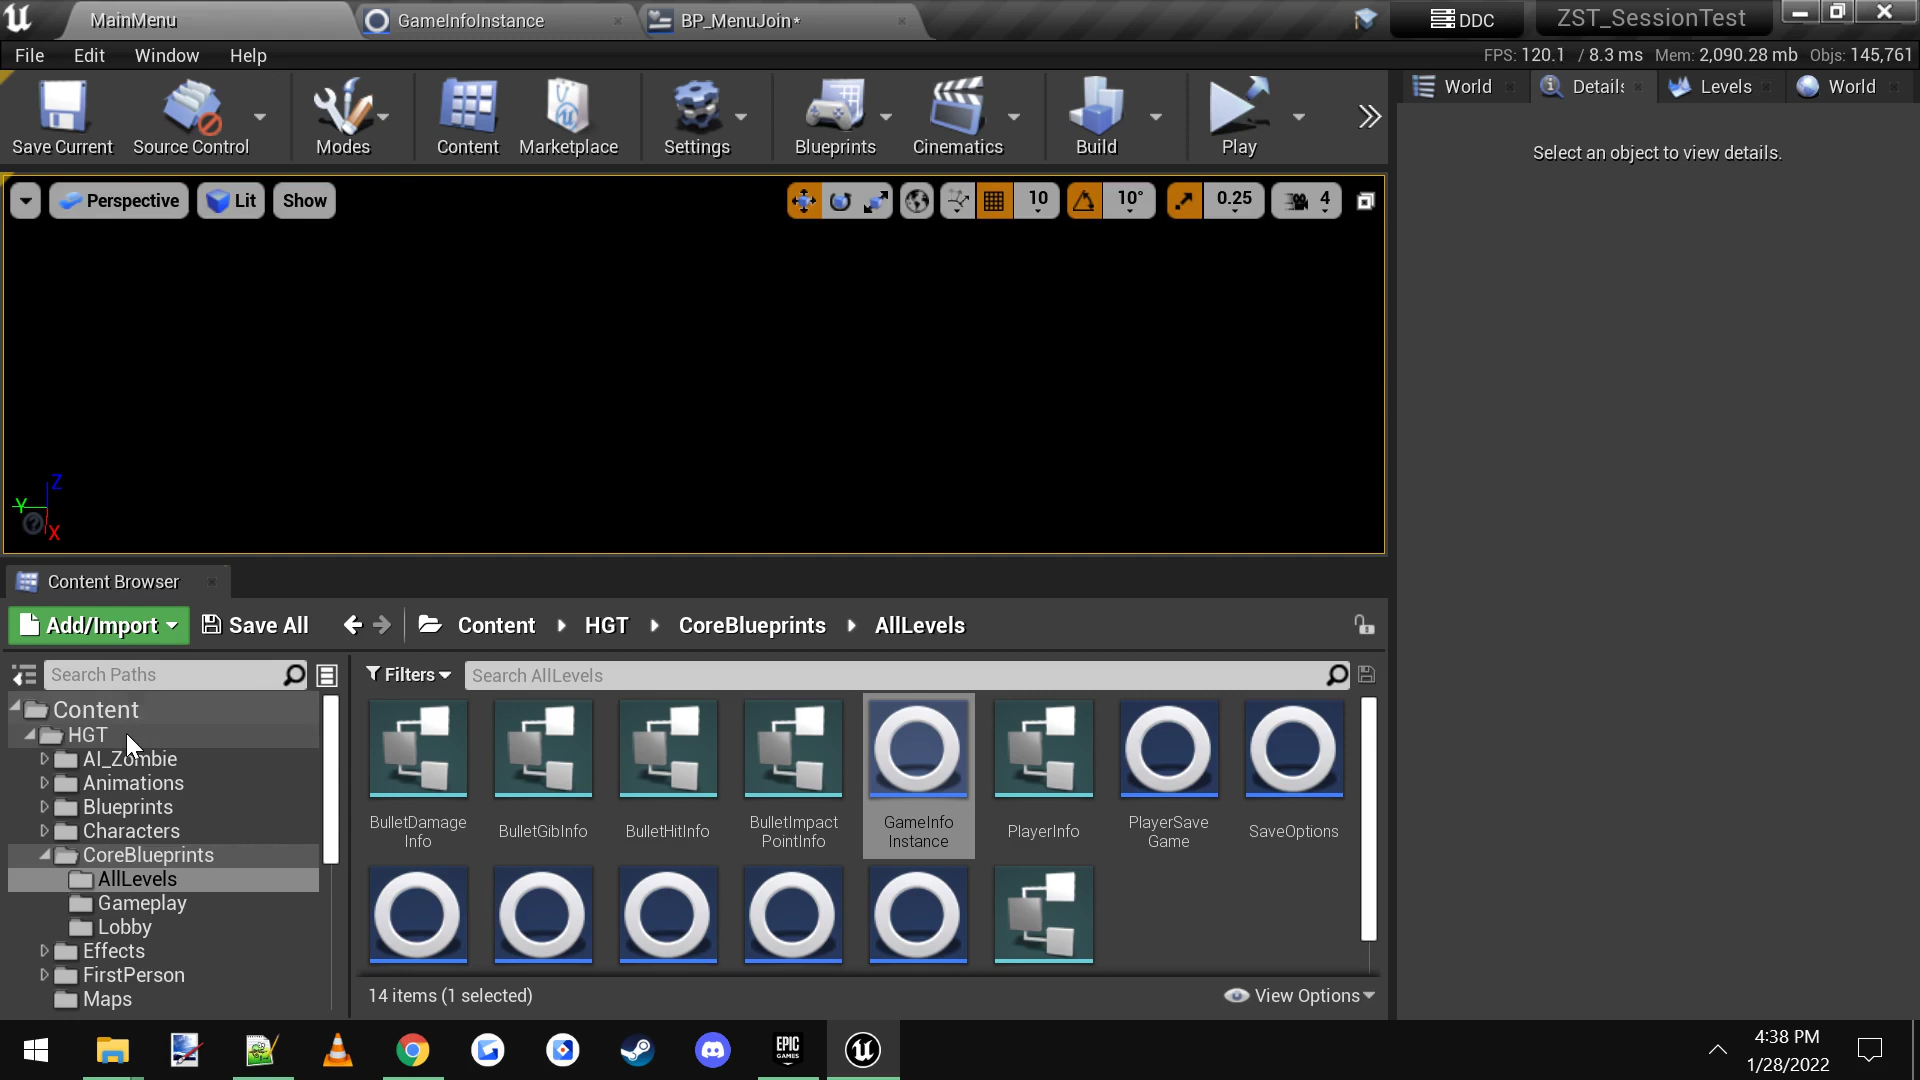 MainMenu
GameInfoInstance
BP_MenuJoin*
DDC
ZST_SessionTest
File Edit Window Help
FPS: 120.1 / 8.3 ms Mem: 2,090.28 mb Objs: 145,761
Save Current
Source Control
Modes
Content
Marketplace
Settings
Blueprints
Cinematics
Build
Play
World
Details
Levels
World
Select an object to view details.
Perspective
Lit
Show
10
10°
0.25
4
Z
Y
X
Content Browser
Add/Import
Save All
Content
HGT
CoreBlueprints
AllLevels
Search Paths
Filters
Search AllLevels
Content
HGT
AI_Zombie
Animations
Blueprints
Characters
CoreBlueprints
AllLevels
Gameplay
Lobby
Effects
FirstPerson
Maps
BulletDamage
Info
BulletGibInfo
BulletHitInfo
BulletImpact
PointInfo
GameInfo
Instance
PlayerInfo
PlayerSave
Game
SaveOptions
14 items (1 selected)
View Options
EPIC
GAMES
4:38 PM
1/28/2022